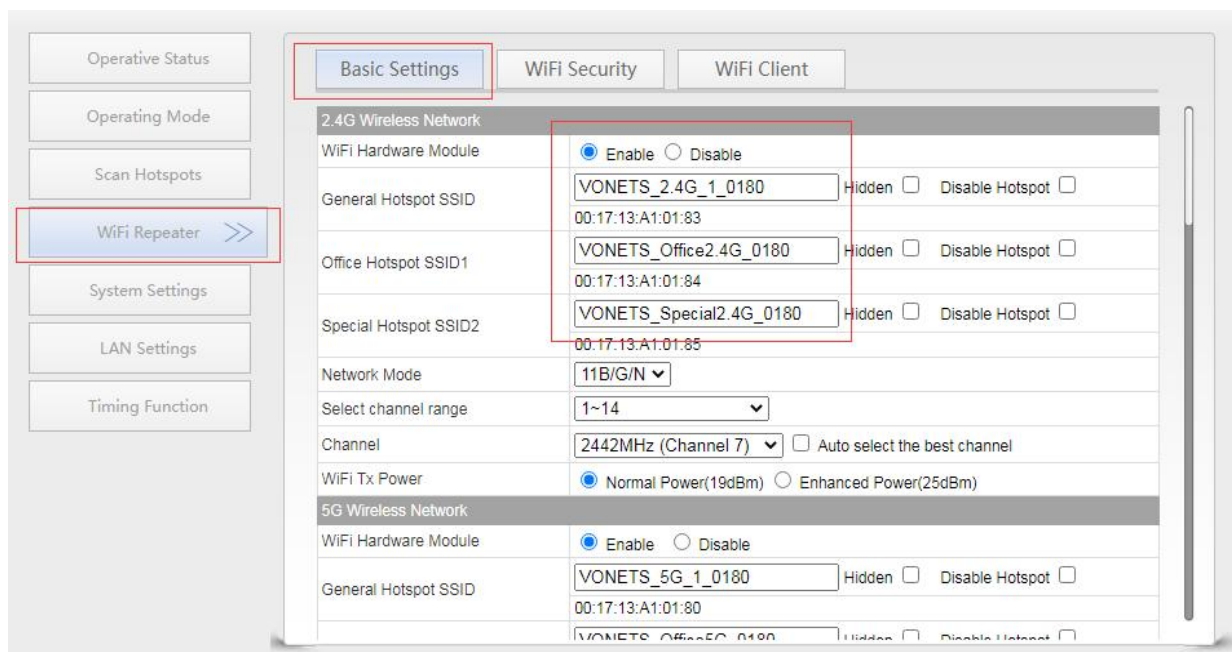 Operative Status
Operating Mode
Scan Hotspots
WiFi Repeater
System Settings
LAN Settings
Timing Function
Basic Settings WiFi Security WiFi Client
2.4G Wireless Network
WiFi Hardware Module Enable Disable
General Hotspot SSID VONETS_2.4G_1_0180 Hidden Disable Hotspot
00:17:13:A1:01:83
Office Hotspot SSID1 VONETS_Office2.4G_0180 Hidden Disable Hotspot
00:17:13:A1:01:84
Special Hotspot SSID2 VONETS_Special2.4G_0180 Hidden Disable Hotspot
00:17:13:A1:01:85
Network Mode 11B/G/N
Select channel range 1~14
Channel 2442MHz (Channel 7) Auto select the best channel
WiFi Tx Power Normal Power(19dBm) Enhanced Power(25dBm)
5G Wireless Network
WiFi Hardware Module Enable Disable
General Hotspot SSID VONETS_5G_1_0180 Hidden Disable Hotspot
00:17:13:A1:01:80
VONETS_Office5G_0180 Hidden Disable Hotspot